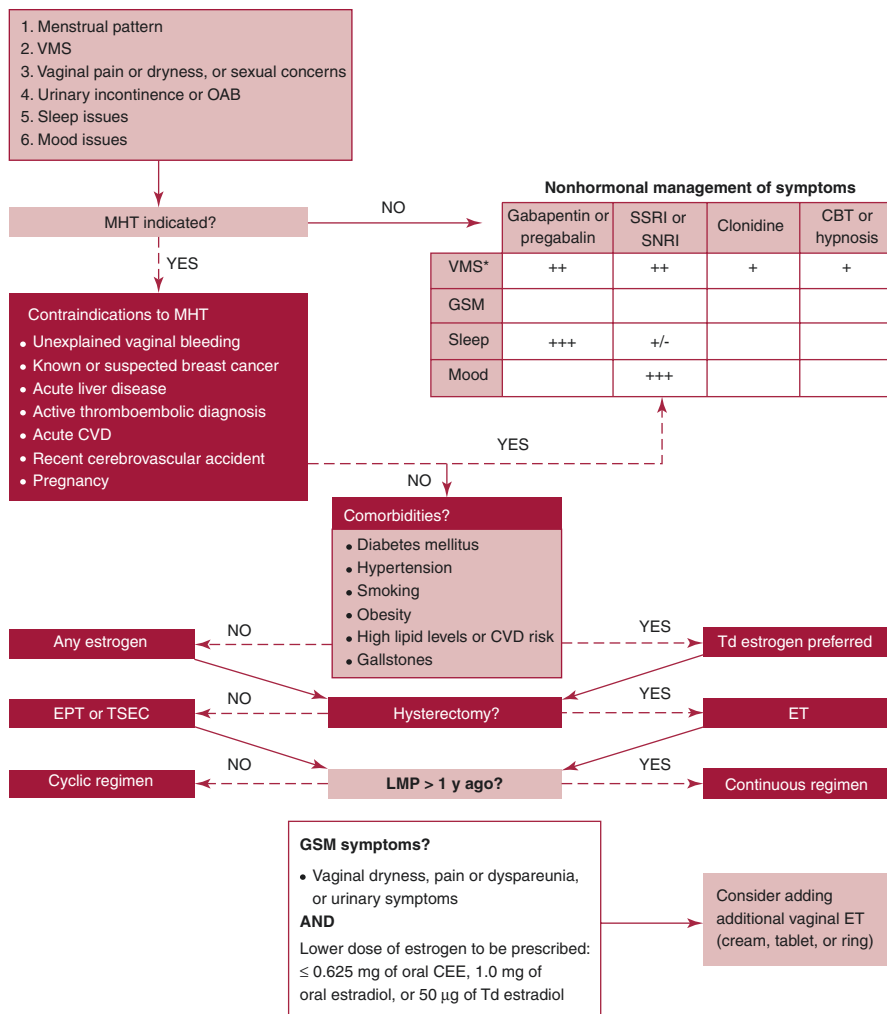 1. Menstrual pattern
2. VMS
3. Vaginal pain or dryness, or sexual concerns
4. Urinary incontinence or OAB
5. Sleep issues
6. Mood issues
MHT indicated?
NO
YES
Nonhormonal management of symptoms
Gabapentin or
pregabalin
SSRI or
SNRI
Clonidine
CBT or
hypnosis
VMS* ++ ++ + +
GSM
Sleep +++ +/-
Mood +++
Contraindications to MHT
• Unexplained vaginal bleeding
• Known or suspected breast cancer
• Acute liver disease
• Active thromboembolic diagnosis
• Acute CVD
• Recent cerebrovascular accident
• Pregnancy
YES
NO
Comorbidities?
• Diabetes mellitus
• Hypertension
• Smoking
• Obesity
• High lipid levels or CVD risk
• Gallstones
NO
YES
Any estrogen
Td estrogen preferred
NO
YES
EPT or TSEC
Hysterectomy?
ET
NO
YES
Cyclic regimen
LMP > 1 y ago?
Continuous regimen
GSM symptoms?
• Vaginal dryness, pain or dyspareunia,
or urinary symptoms
AND
Lower dose of estrogen to be prescribed:
≤ 0.625 mg of oral CEE, 1.0 mg of
oral estradiol, or 50 μg of Td estradiol
Consider adding
additional vaginal ET
(cream, tablet, or ring)